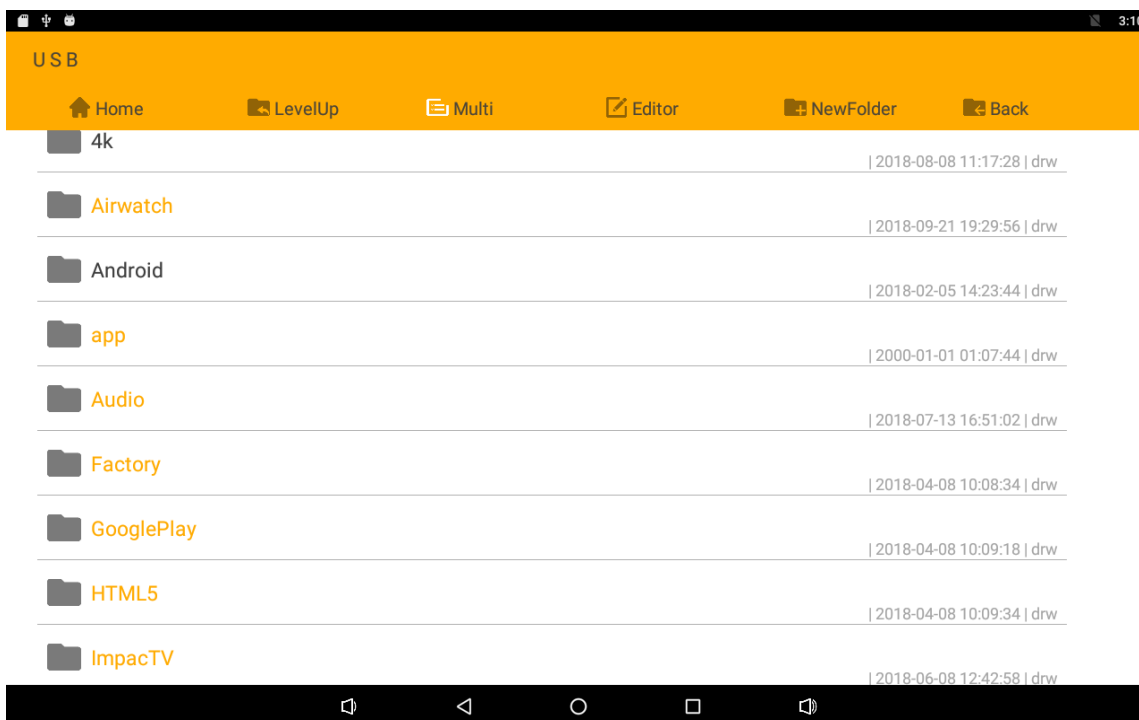 3:10
USB
Home LevelUp Multi Editor NewFolder Back
4k
| 2018-08-08 11:17:28 | drw
Airwatch
| 2018-09-21 19:29:56 | drw
Android
| 2018-02-05 14:23:44 | drw
app
| 2000-01-01 01:07:44 | drw
Audio
| 2018-07-13 16:51:02 | drw
Factory
| 2018-04-08 10:08:34 | drw
GooglePlay
| 2018-04-08 10:09:18 | drw
HTML5
| 2018-04-08 10:09:34 | drw
ImpacTV
| 2018-06-08 12:42:58 | drw